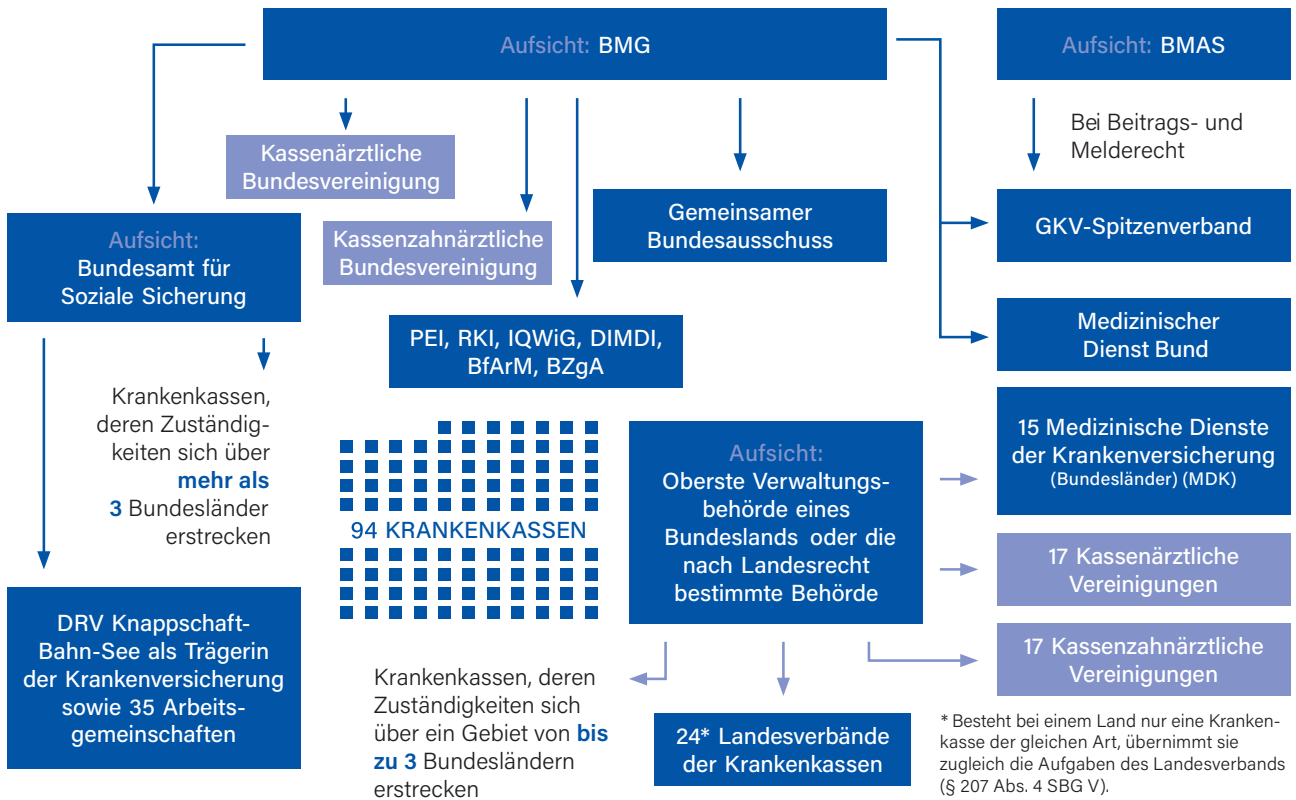 Aufsicht: BMG
Aufsicht: BMAS
Bei Beitrags- und
Melderecht
Kassenärztliche
Bundesvereinigung
Kassenzahnärztliche
Bundesvereinigung
Gemeinsamer
Bundesausschuss
GKV-Spitzenverband
Aufsicht:
Bundesamt für
Soziale Sicherung
PEI, RKI, IQWiG, DIMDI,
BfArM, BZgA
Medizinischer
Dienst Bund
Krankenkassen,
deren Zuständig-
keiten sich über
mehr als
3 Bundesländer
erstrecken
94 KRANKENKASSEN
Aufsicht:
Oberste Verwaltungs-
behörde eines
Bundeslands oder die
nach Landesrecht
bestimmte Behörde
15 Medizinische Dienste
der Krankenversicherung
(Bundesländer) (MDK)
17 Kassenärztliche
Vereinigungen
17 Kassenzahnärztliche
Vereinigungen
DRV Knappschaft-
Bahn-See als Trägerin
der Krankenversicherung
sowie 35 Arbeits-
gemeinschaften
Krankenkassen, deren
Zuständigkeiten sich
über ein Gebiet von bis
zu 3 Bundesländern
erstrecken
24* Landesverbände
der Krankenkassen
* Besteht bei einem Land nur eine Kranken-
kasse der gleichen Art, übernimmt sie
zugleich die Aufgaben des Landesverbands
(§ 207 Abs. 4 SBG V).